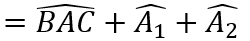 = \widehat{BAC} + \widehat{A_1} + \widehat{A_2}